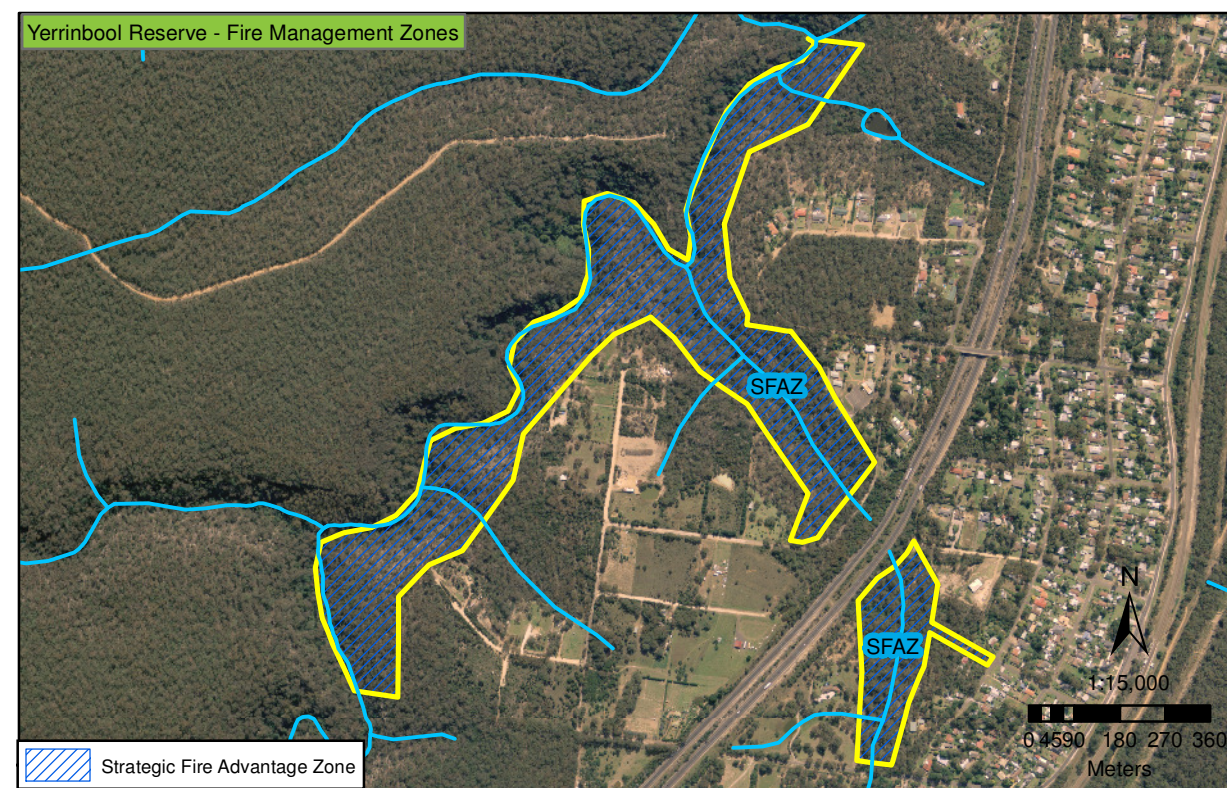 Yerrinbool Reserve - Fire Management Zones
SFAZ
N
SFAZ
1:15,000
0 45 90 180 270 360
Meters
Strategic Fire Advantage Zone